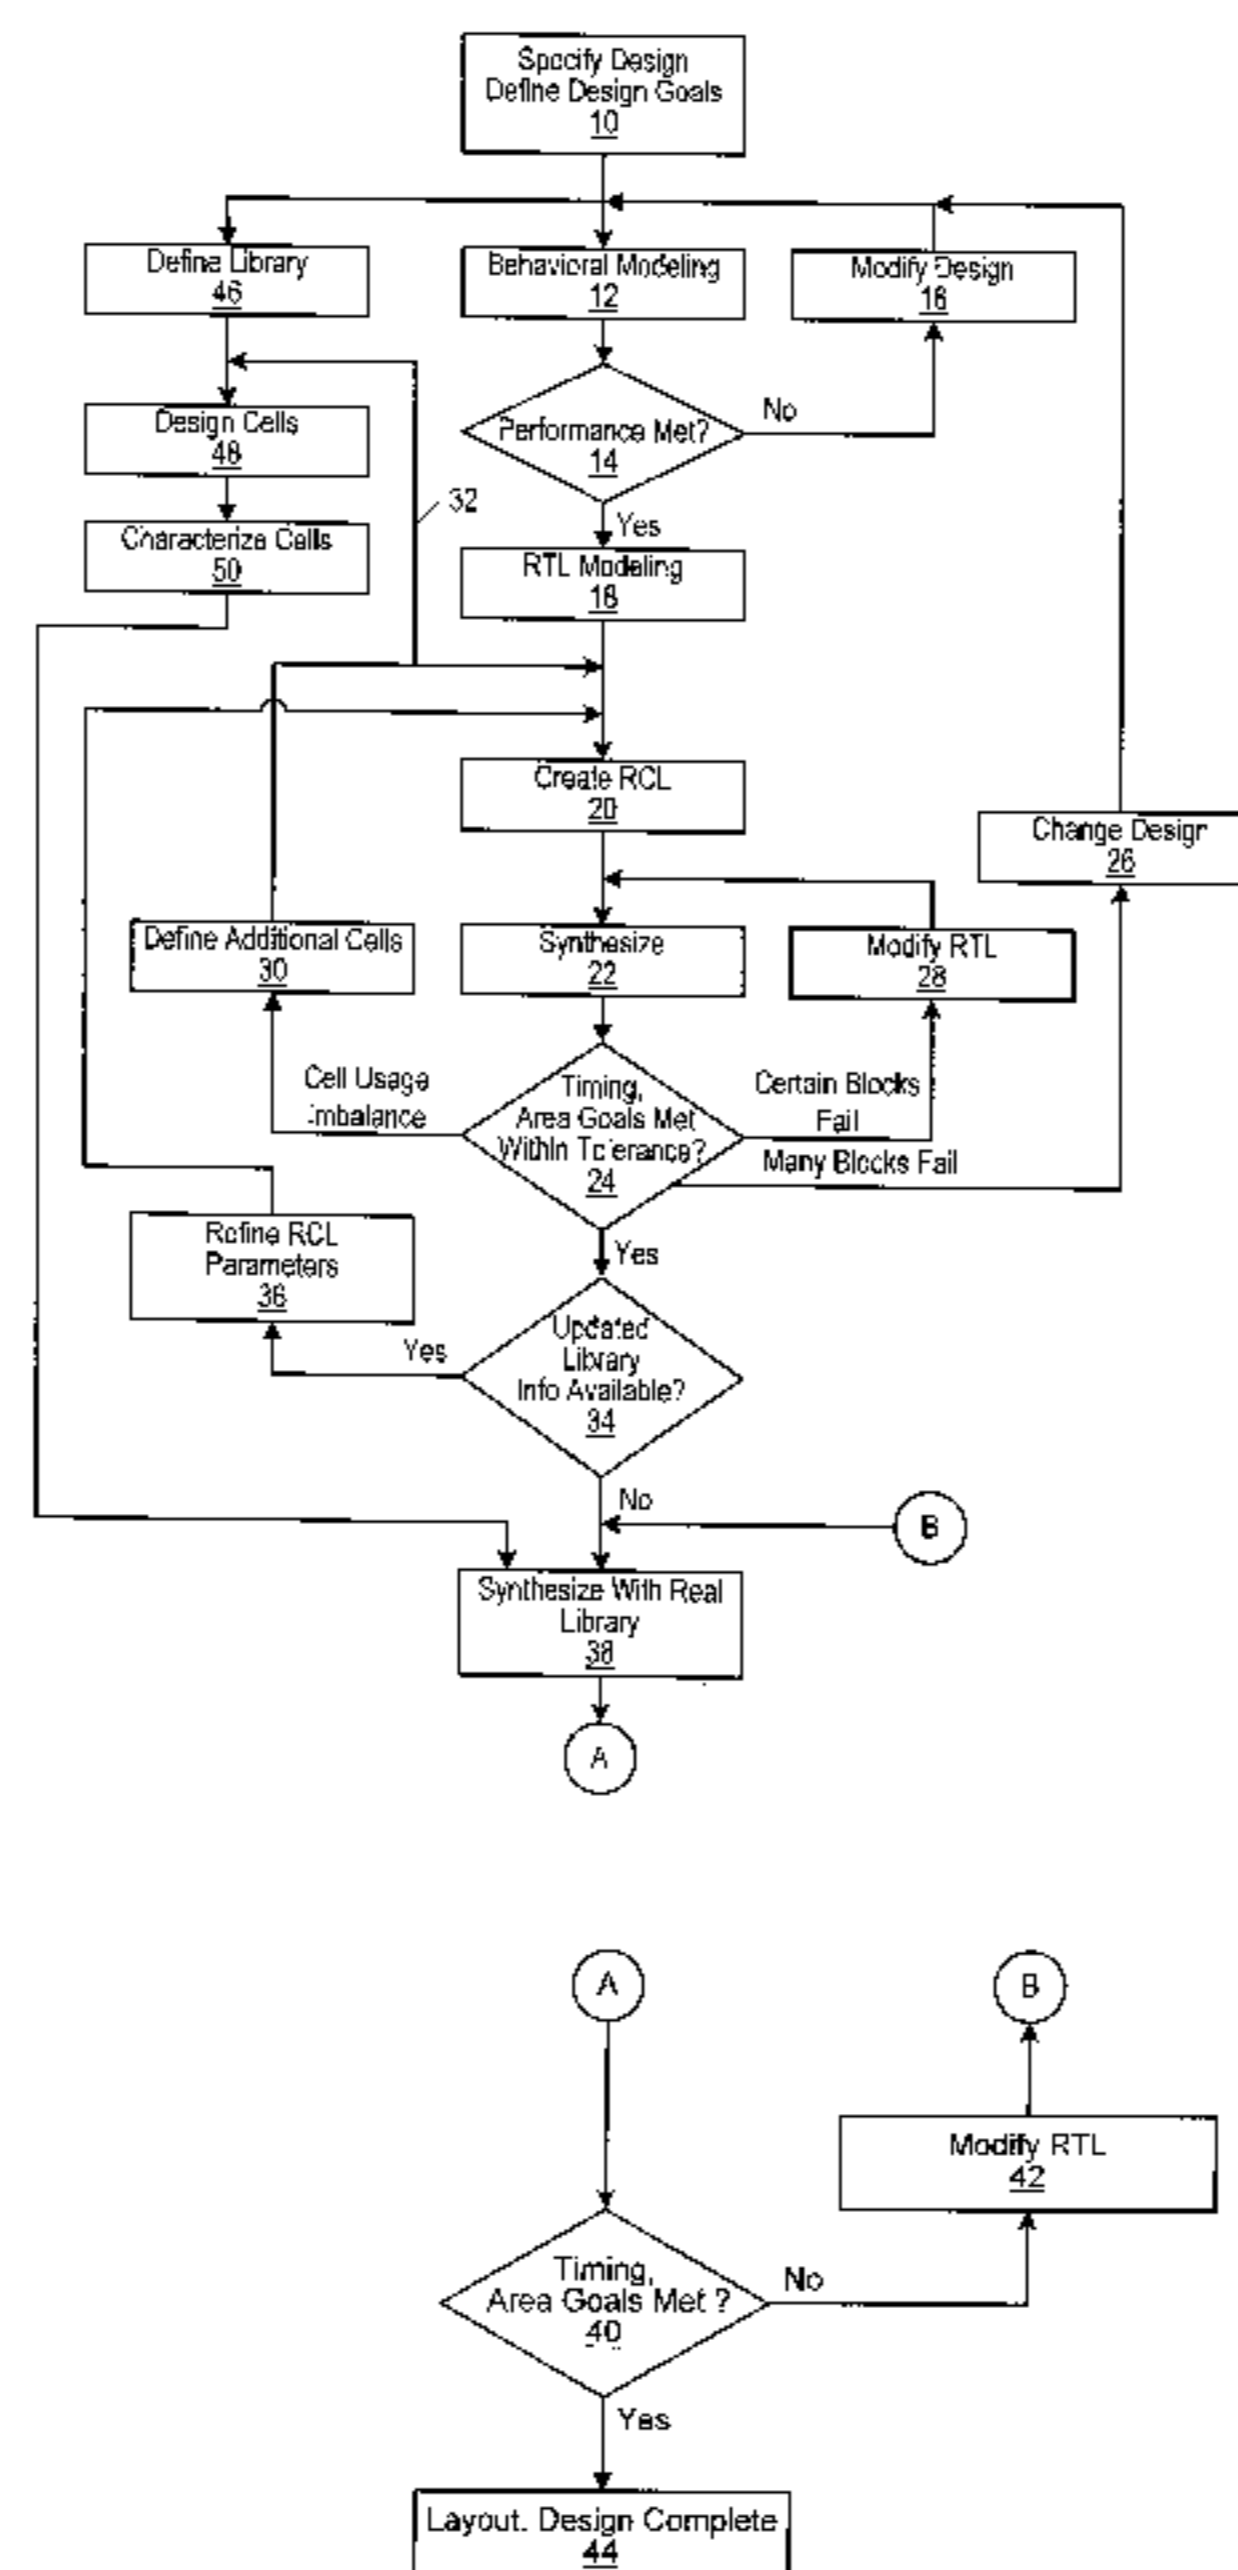 Specify Design
Define Design Goals
10
Define Library
46
Behavioral Modeling
12
Modify Design
16
Design Cells
48
Performance Met?
14
No
32
Characterize Cells
50
Yes
RTL Modeling
18
Create RCL
20
Change Design
26
Define Additional Cells
30
Synthesize
22
Modify RTL
28
Cell Usage
Imbalance
Timing,
Area Goals Met
Within Tolerance?
24
Certain Blocks
Fail
Many Blocks Fail
Yes
Refine RCL
Parameters
36
Yes
Updated
Library
Info Available?
34
No
B
Synthesize With Real
Library
38
A
A
B
Modify RTL
42
Timing,
Area Goals Met ?
40
No
Yes
Layout. Design Complete
44